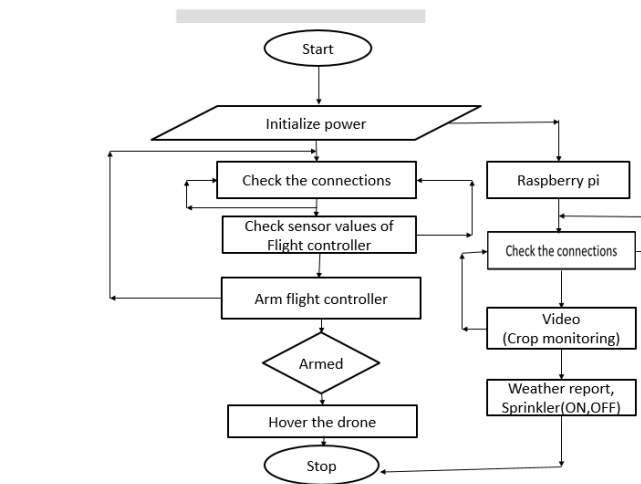 Start
Initialize power
Check the connections
Check sensor values of
Flight controller
Arm flight controller
Armed
Hover the drone
Stop
Raspberry pi
Check the connections
Video
(Crop monitoring)
Weather report,
Sprinkler(ON,OFF)